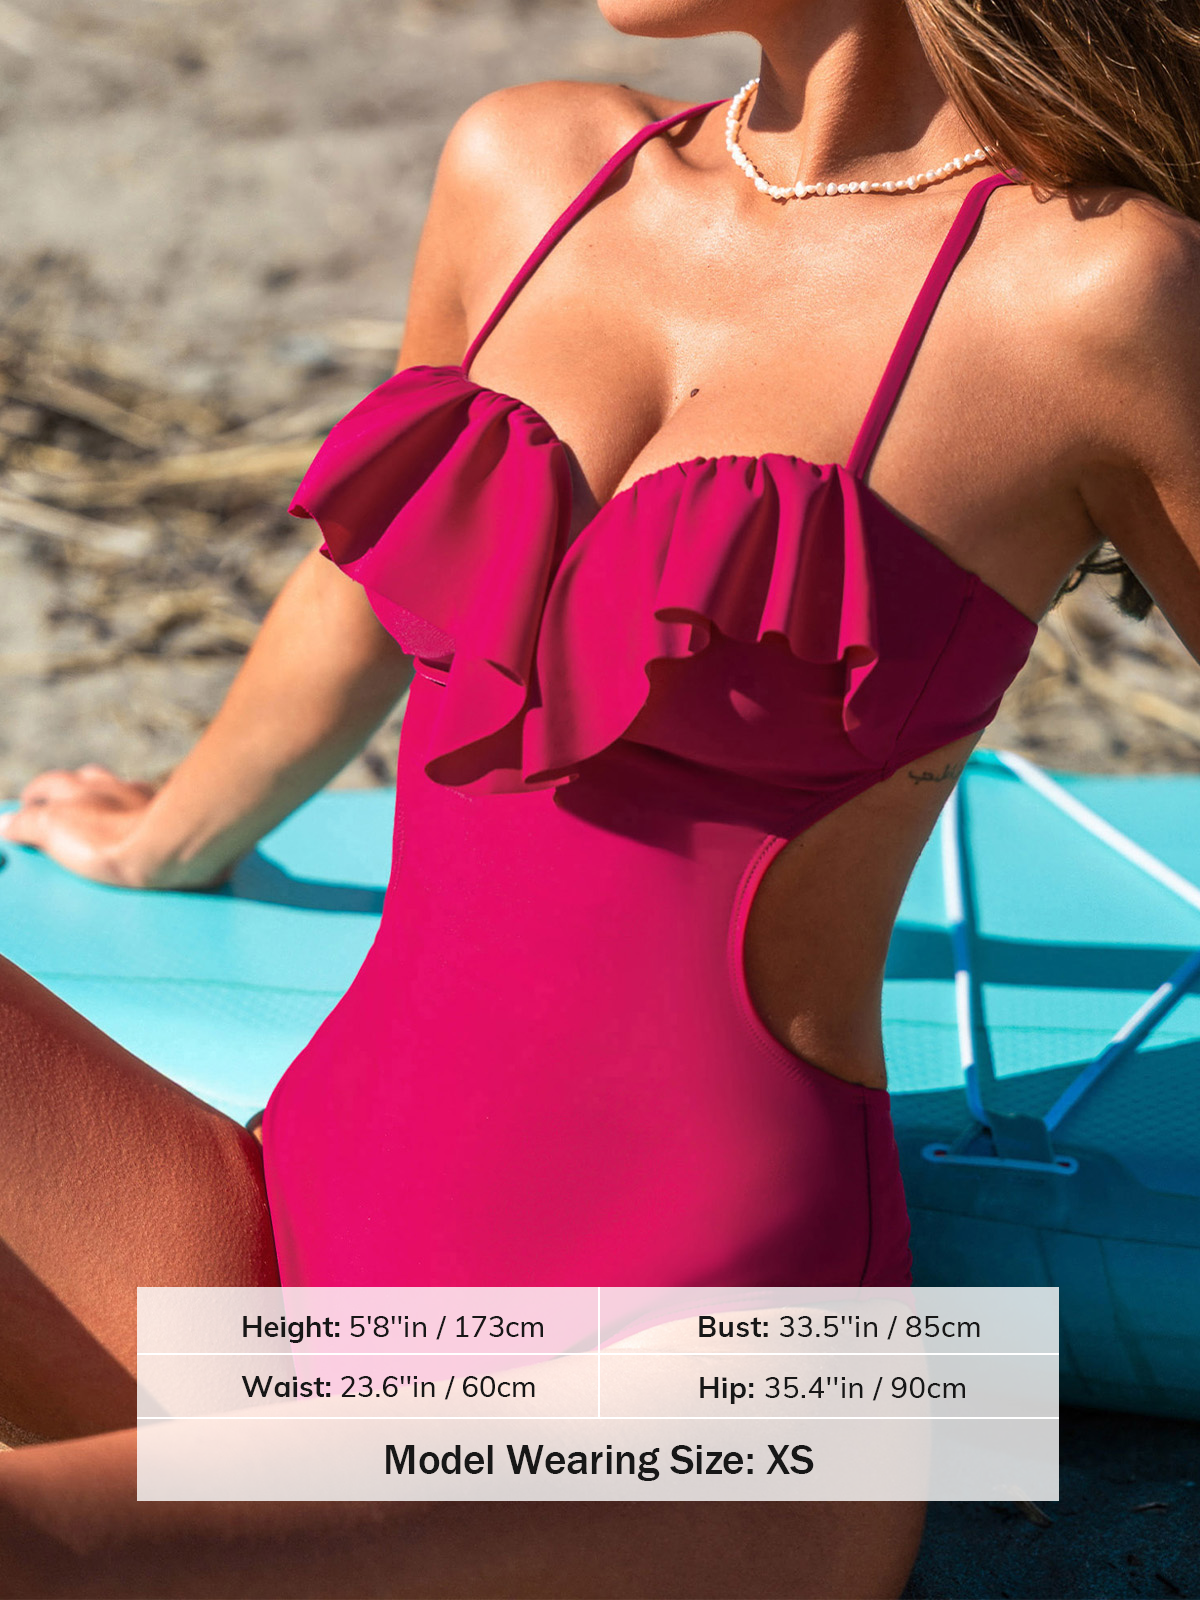 Height: 5'8''in / 173cm
Bust: 33.5''in / 85cm
Waist: 23.6''in / 60cm
Hip: 35.4''in / 90cm
Model Wearing Size: XS